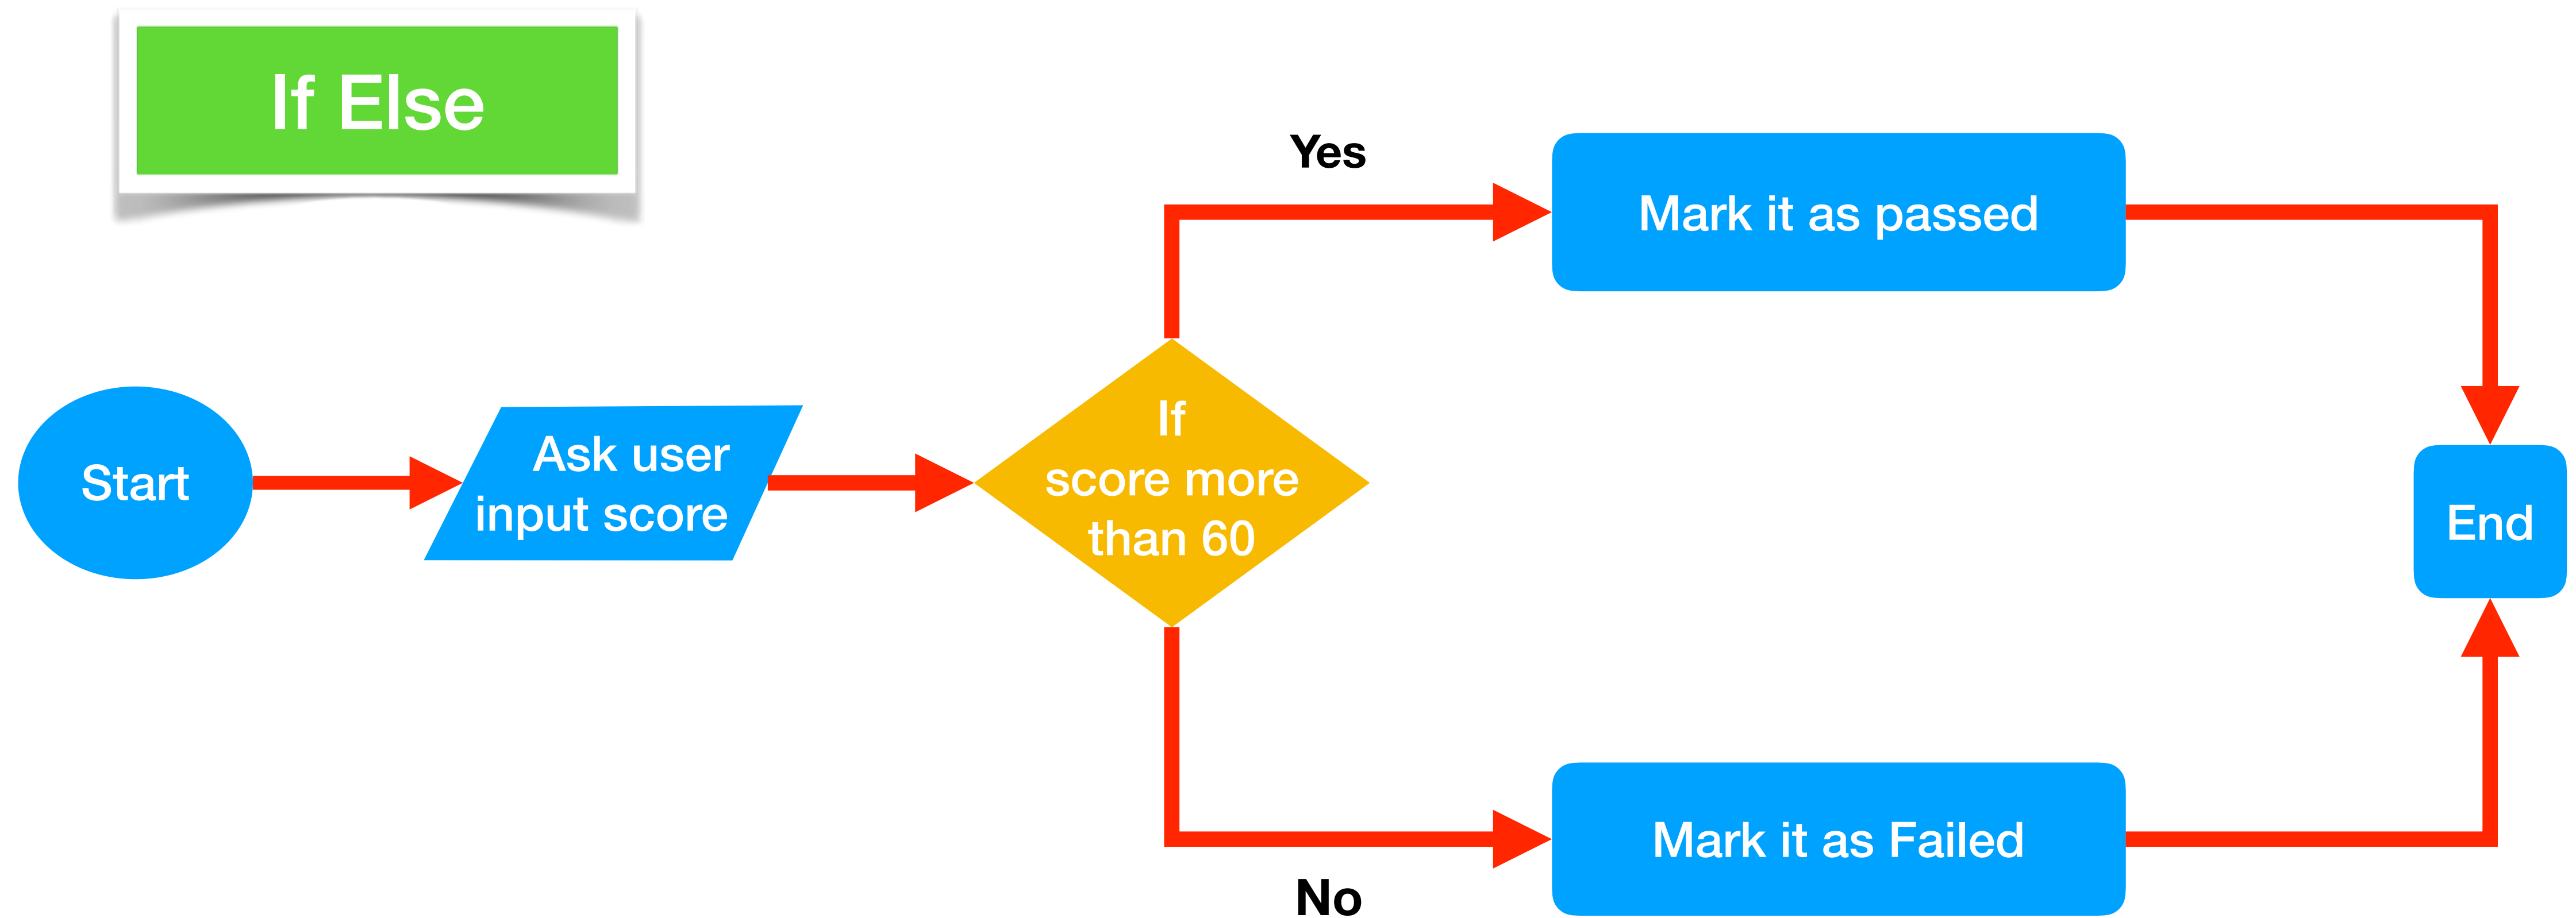 If Else
Start
Ask user
input score
If
score more
than 60
Yes
Mark it as passed
No
Mark it as Failed
End